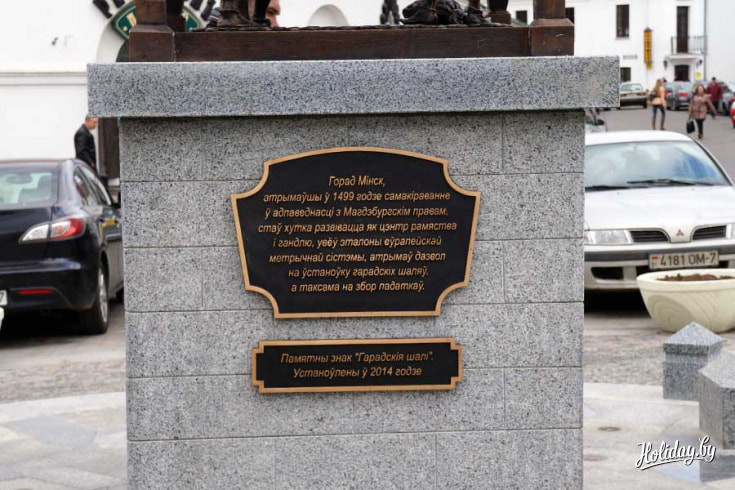 Горад Мінск,
атрымаўшы ў 1499 годзе самакіраванне
ў адпаведнасці з Магдэбургскім правам,
стаў хутка развівацца як цэнтр рамяства
і гандлю, увёў эталоны еўрапейскай
метрычнай сістэмы, атрымаў дазвол
на ўстаноўку гарадскіх шаляў,
а таксама на збор падаткаў.
Памятны знак "Гарадскія шалі".
Устаноўлены ў 2014 годзе
4181 OM-7
Holiday.by